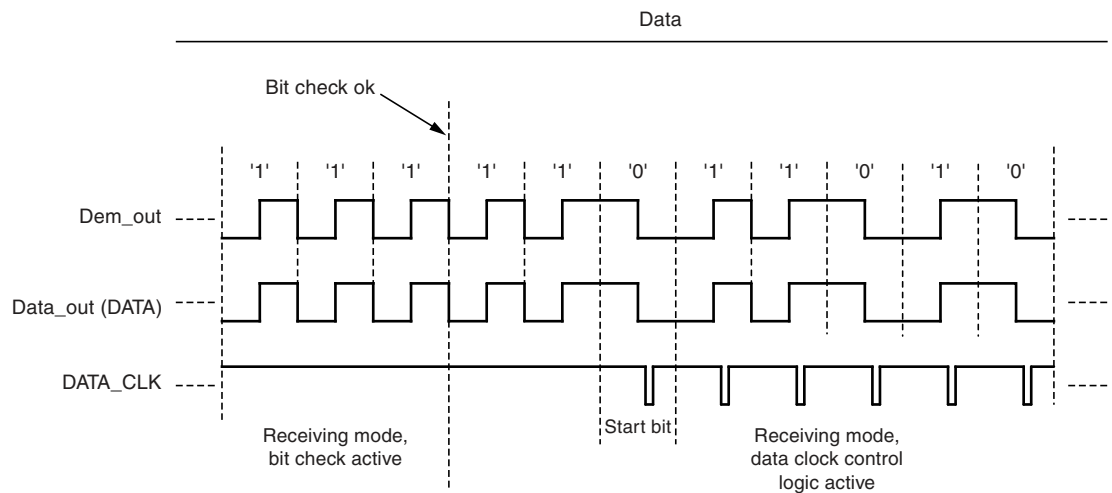 Data
Bit check ok
'1' '1' '1' '1' '1' '0' '1' '1' '0' '1' '0'
Dem_out
Data_out (DATA)
DATA_CLK
Start bit
Receiving mode,
bit check active
Receiving mode,
data clock control
logic active